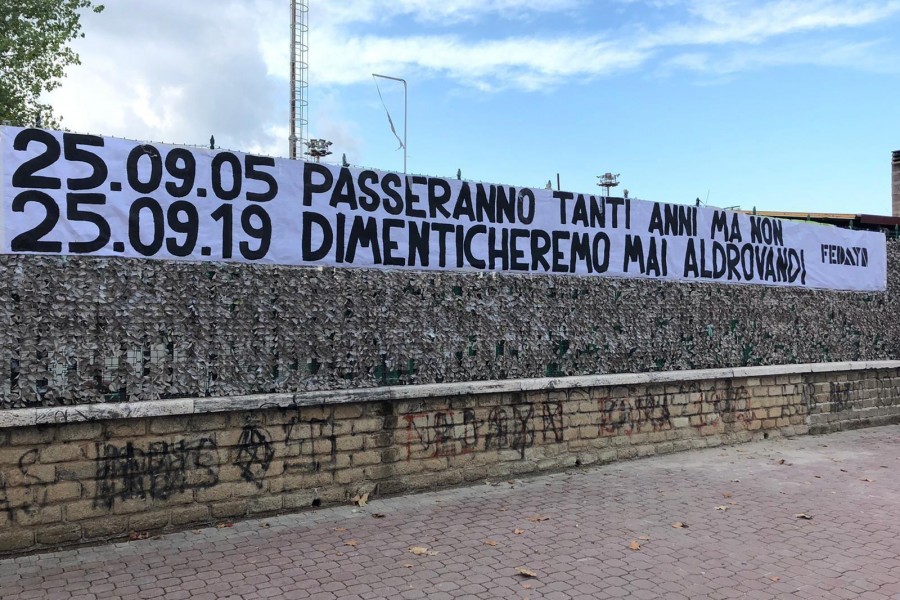 25.09.05 PASSERANNO TANTI ANNI MA NON
25.09.19 DIMENTICHEREMO MAI ALDROVANDI
FEDAYN